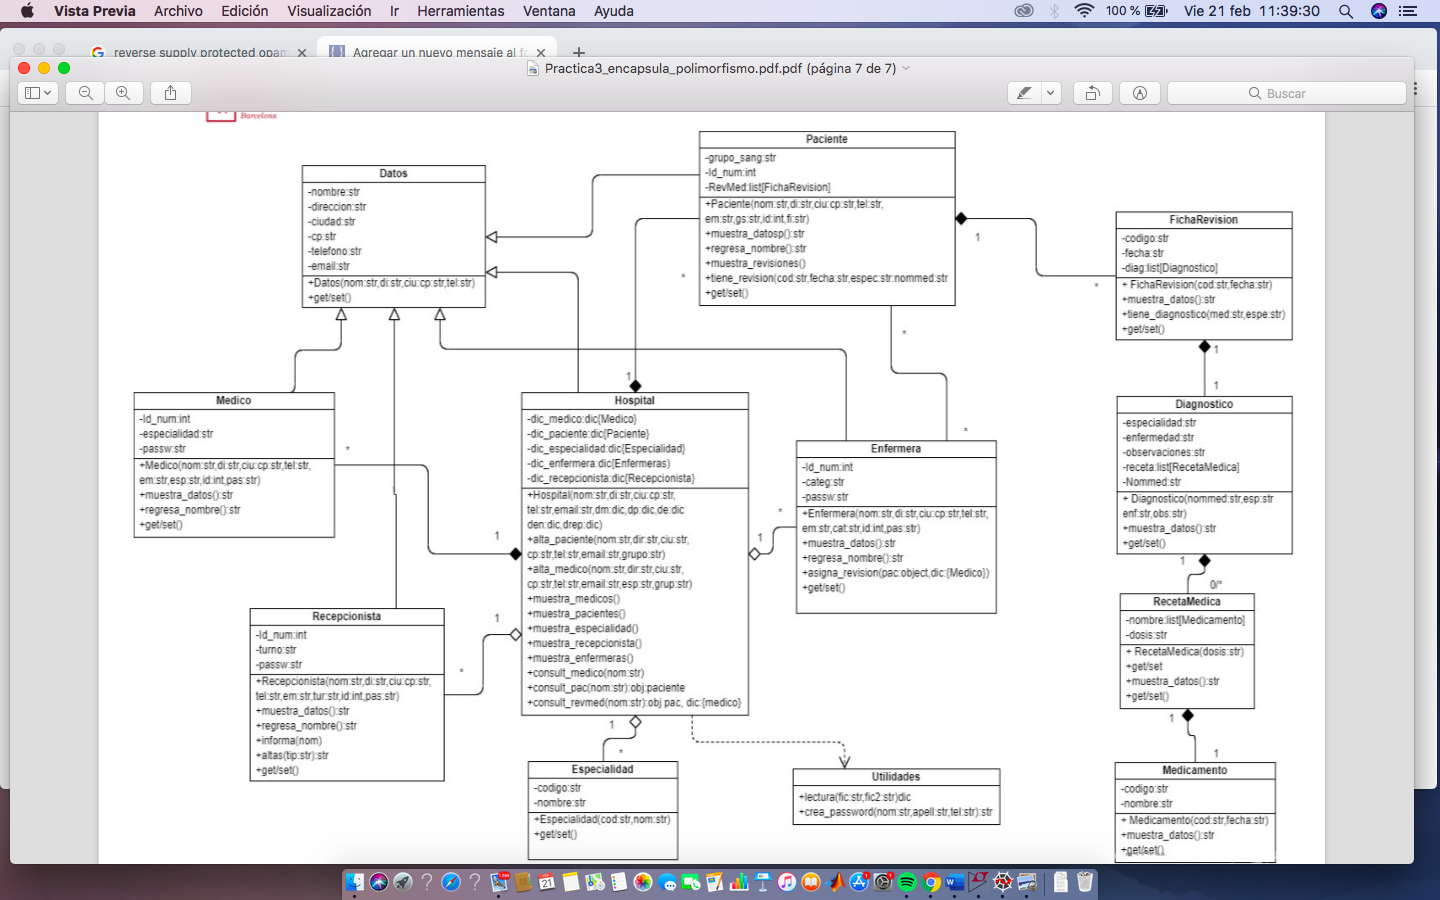 Vista Previa Archivo Edición Visualización Ir Herramientas Ventana Ayuda 100 % Vie 21 feb 11:39:30
reverse supply protected opam
Agregar un nuevo mensaje al f
Practica3_encapsula_polimorfismo.pdf.pdf (página 7 de 7)
Buscar
Barcelona
Paciente
-grupo_sang:str
-Id_num:int
-RevMed:list[FichaRevision]
+Paciente(nom:str,di:str,ciu:cp:str,tel:str,
em:str,gs:str,id:int,fi:str)
+muestra_datosp():str
+regresa_nombre():str
+muestra_revisiones()
+tiene_revision(cod:str,fecha:str,espec:str:nommed:str
+get/set()
Datos
-nombre:str
-direccion:str
-ciudad:str
-cp:str
-telefono:str
-email:str
+Datos(nom:str,di:str,ciu:cp:str,tel:str)
+get/set()
FichaRevision
-codigo:str
-fecha:str
-diag:list[Diagnostico]
+ FichaRevision(cod:str,fecha:str)
+muestra_datos():str
+tiene_diagnostico(med:str,espe:str)
+get/set()
1
*
*
*
1
1
1
Medico
-Id_num:int
-especialidad:str
-passw:str
+Medico(nom:str,di:str,ciu:cp:str,tel:str,
em:str,esp:str,id:int,pas:str)
+muestra_datos():str
+regresa_nombre():str
+get/set()
*
1
Hospital
-dic_medico:dic{Medico}
-dic_paciente:dic{Paciente}
-dic_especialidad:dic{Especialidad}
-dic_enfermera:dic{Enfermeras}
-dic_recepcionista:dic{Recepcionista}
+Hospital(nom:str,di:str,ciu:cp:str,
tel:str,email:str,dm:dic,dp:dic,de:dic
den:dic,drep:dic)
+alta_paciente(nom:str,dir:str,ciu:str,
cp:str,tel:str,email:str,grupo:str)
+alta_medico(nom:str,dir:str,ciu:str,
cp:str,tel:str,email:str,esp:str,grup:str)
+muestra_medicos()
+muestra_pacientes()
+muestra_especialidad()
+muestra_recepcionista()
+muestra_enfermeras()
+consult_medico(nom:str)
+consult_pac(nom:str):obj:paciente
+consult_revmed(nom:str):obj pac, dic:{medico}
*
*
1
Enfermera
-Id_num:int
-categ:str
-passw:str
+Enfermera(nom:str,di:str,ciu:cp:str,tel:str,
em:str,cat:str,id:int,pas:str)
+muestra_datos():str
+regresa_nombre():str
+asigna_revision(pac:object,dic:{Medico})
+get/set()
Diagnostico
-especialidad:str
-enfermedad:str
-observaciones:str
-receta:list[RecetaMedica]
-Nommed:str
+ Diagnostico(nommed:str,esp:str
enf:str,obs:str)
+muestra_datos():str
+get/set()
1
0/*
RecetaMedica
-nombre:list[Medicamento]
-dosis:str
+ RecetaMedica(dosis:str)
+get/set
+muestra_datos():str
+get/set()
1
1
Recepcionista
-Id_num:int
-turno:str
-passw:str
+Recepcionista(nom:str,di:str,ciu:cp:str,
tel:str,em:str,tur:str,id:int,pas:str)
+muestra_datos():str
+regresa_nombre():str
+informa(nom)
+altas(tip:str):str
+get/set()
1
*
1
*
Especialidad
-codigo:str
-nombre:str
+Especialidad(cod:str,nom:str)
+get/set()
Utilidades
+lectura(fic:str,fic2:str)dic
+crea_password(nom:str,apell:str,tel:str):str
Medicamento
-codigo:str
-nombre:str
+ Medicamento(cod:str,fecha:str)
+muestra_datos():str
+get/set()